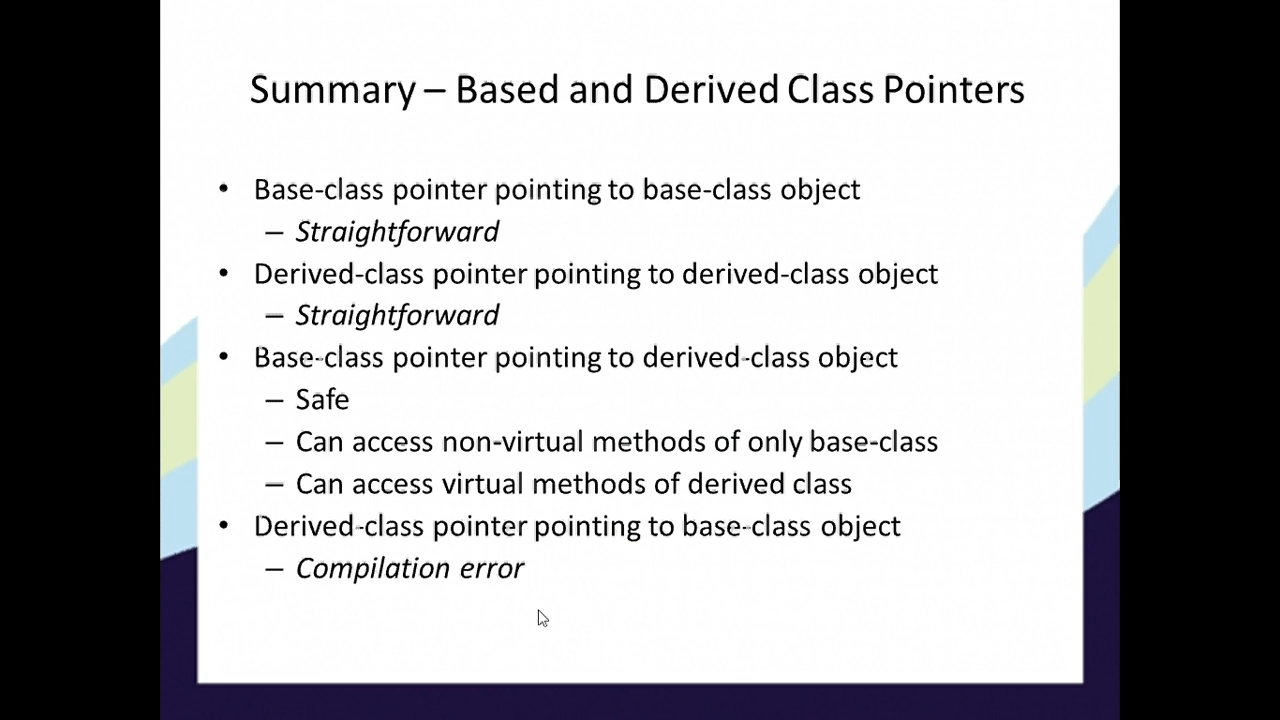 Summary – Based and Derived Class Pointers
• Base-class pointer pointing to base-class object
– Straightforward
• Derived-class pointer pointing to derived-class object
– Straightforward
• Base-class pointer pointing to derived-class object
– Safe
– Can access non-virtual methods of only base-class
– Can access virtual methods of derived class
• Derived-class pointer pointing to base-class object
– Compilation error